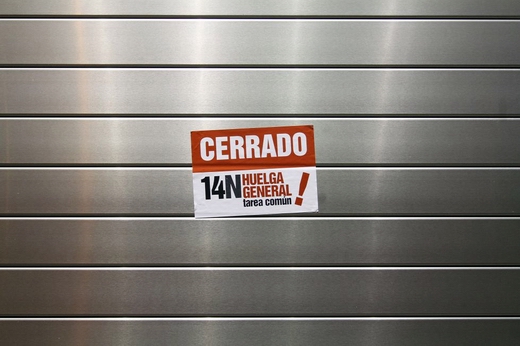 CERRADO
14N HUELGA
GENERAL !
tarea común